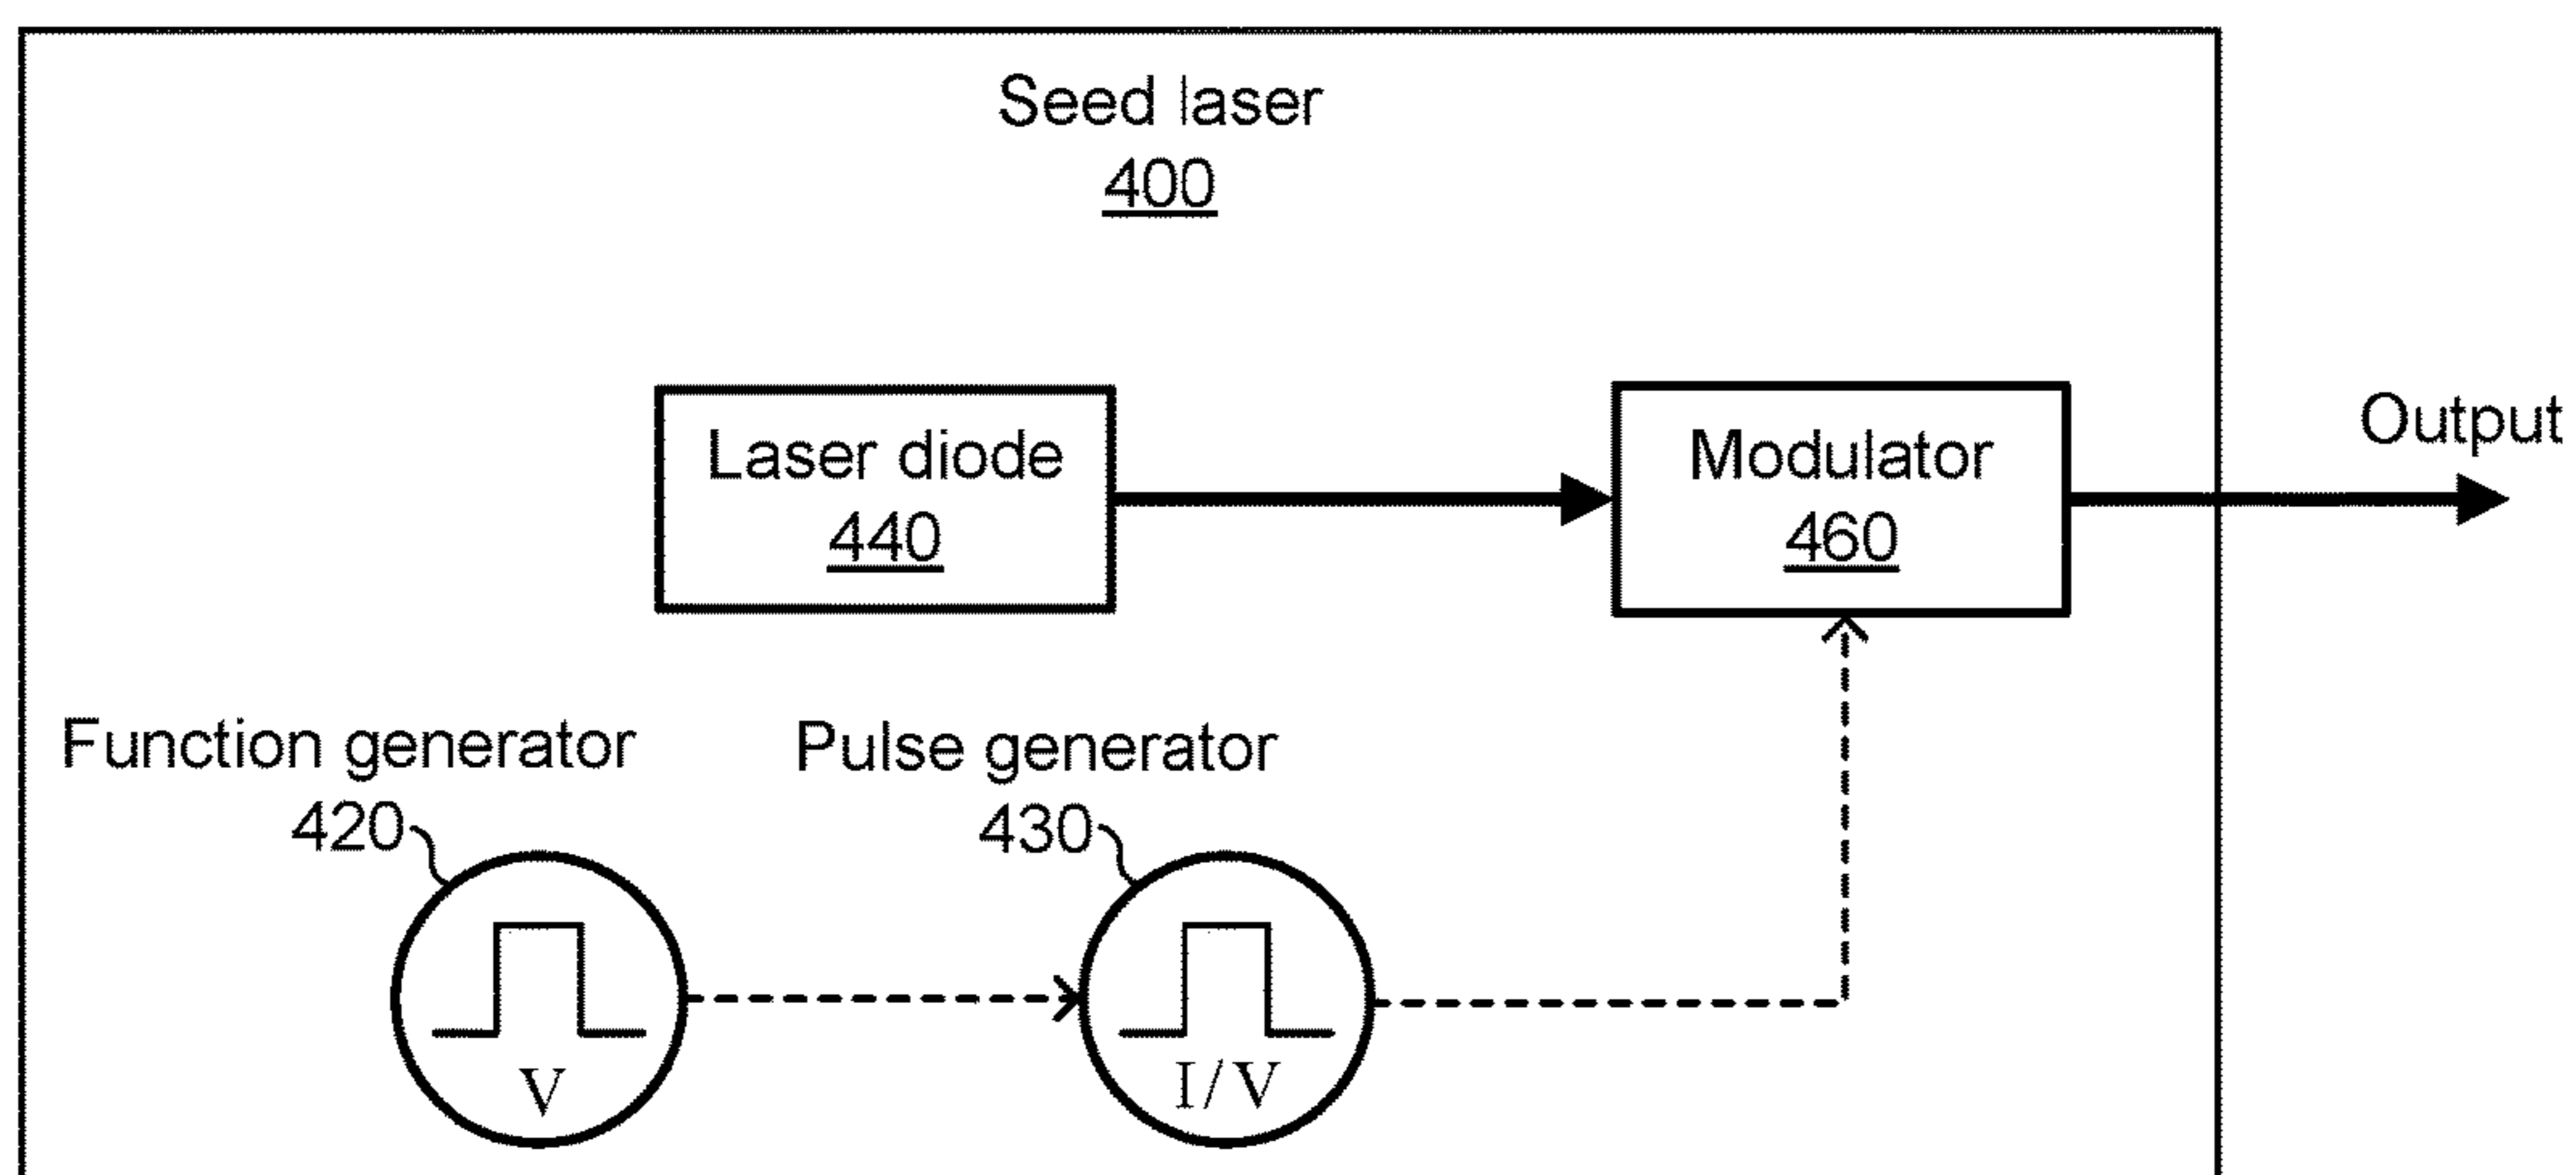 Seed laser
400
Laser diode
440
Modulator
460
Output
Function generator
420
Pulse generator
430
V
I/V